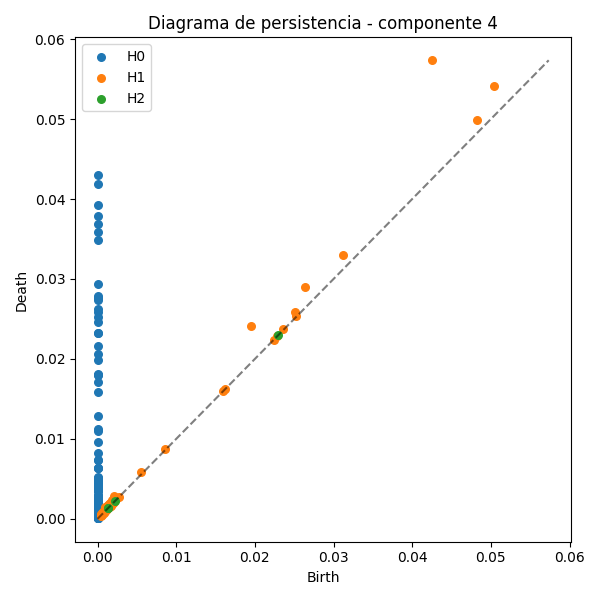 Diagrama de persistencia - componente 4
H0
H1
H2
Death
0.06
0.05
0.04
0.03
0.02
0.01
0.00
0.00 0.01 0.02 0.03 0.04 0.05 0.06
Birth